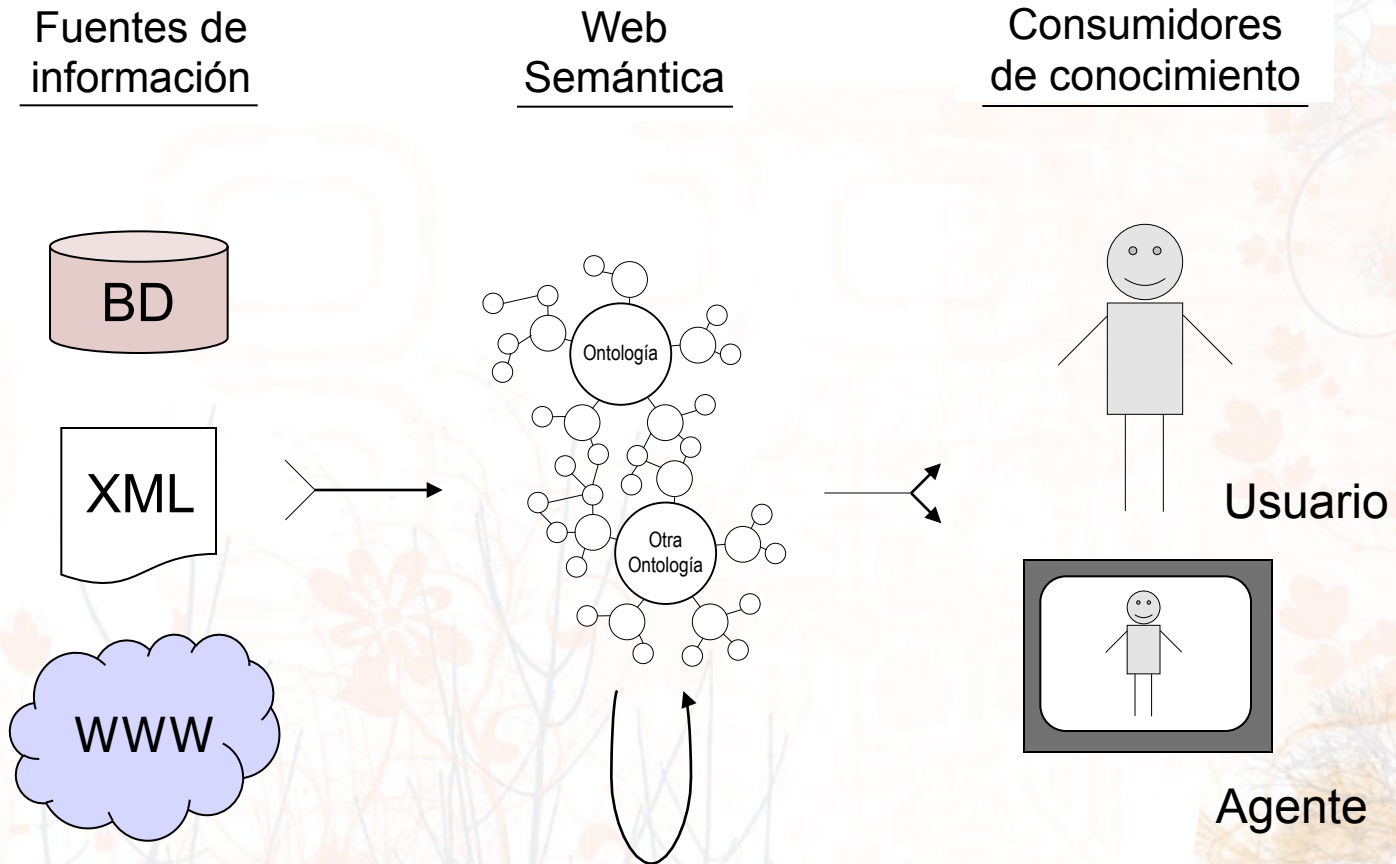 Fuentes de
información
Web
Semántica
Consumidores
de conocimiento
BD
XML
WWW
Ontología
Otra
Ontología
Usuario
Agente